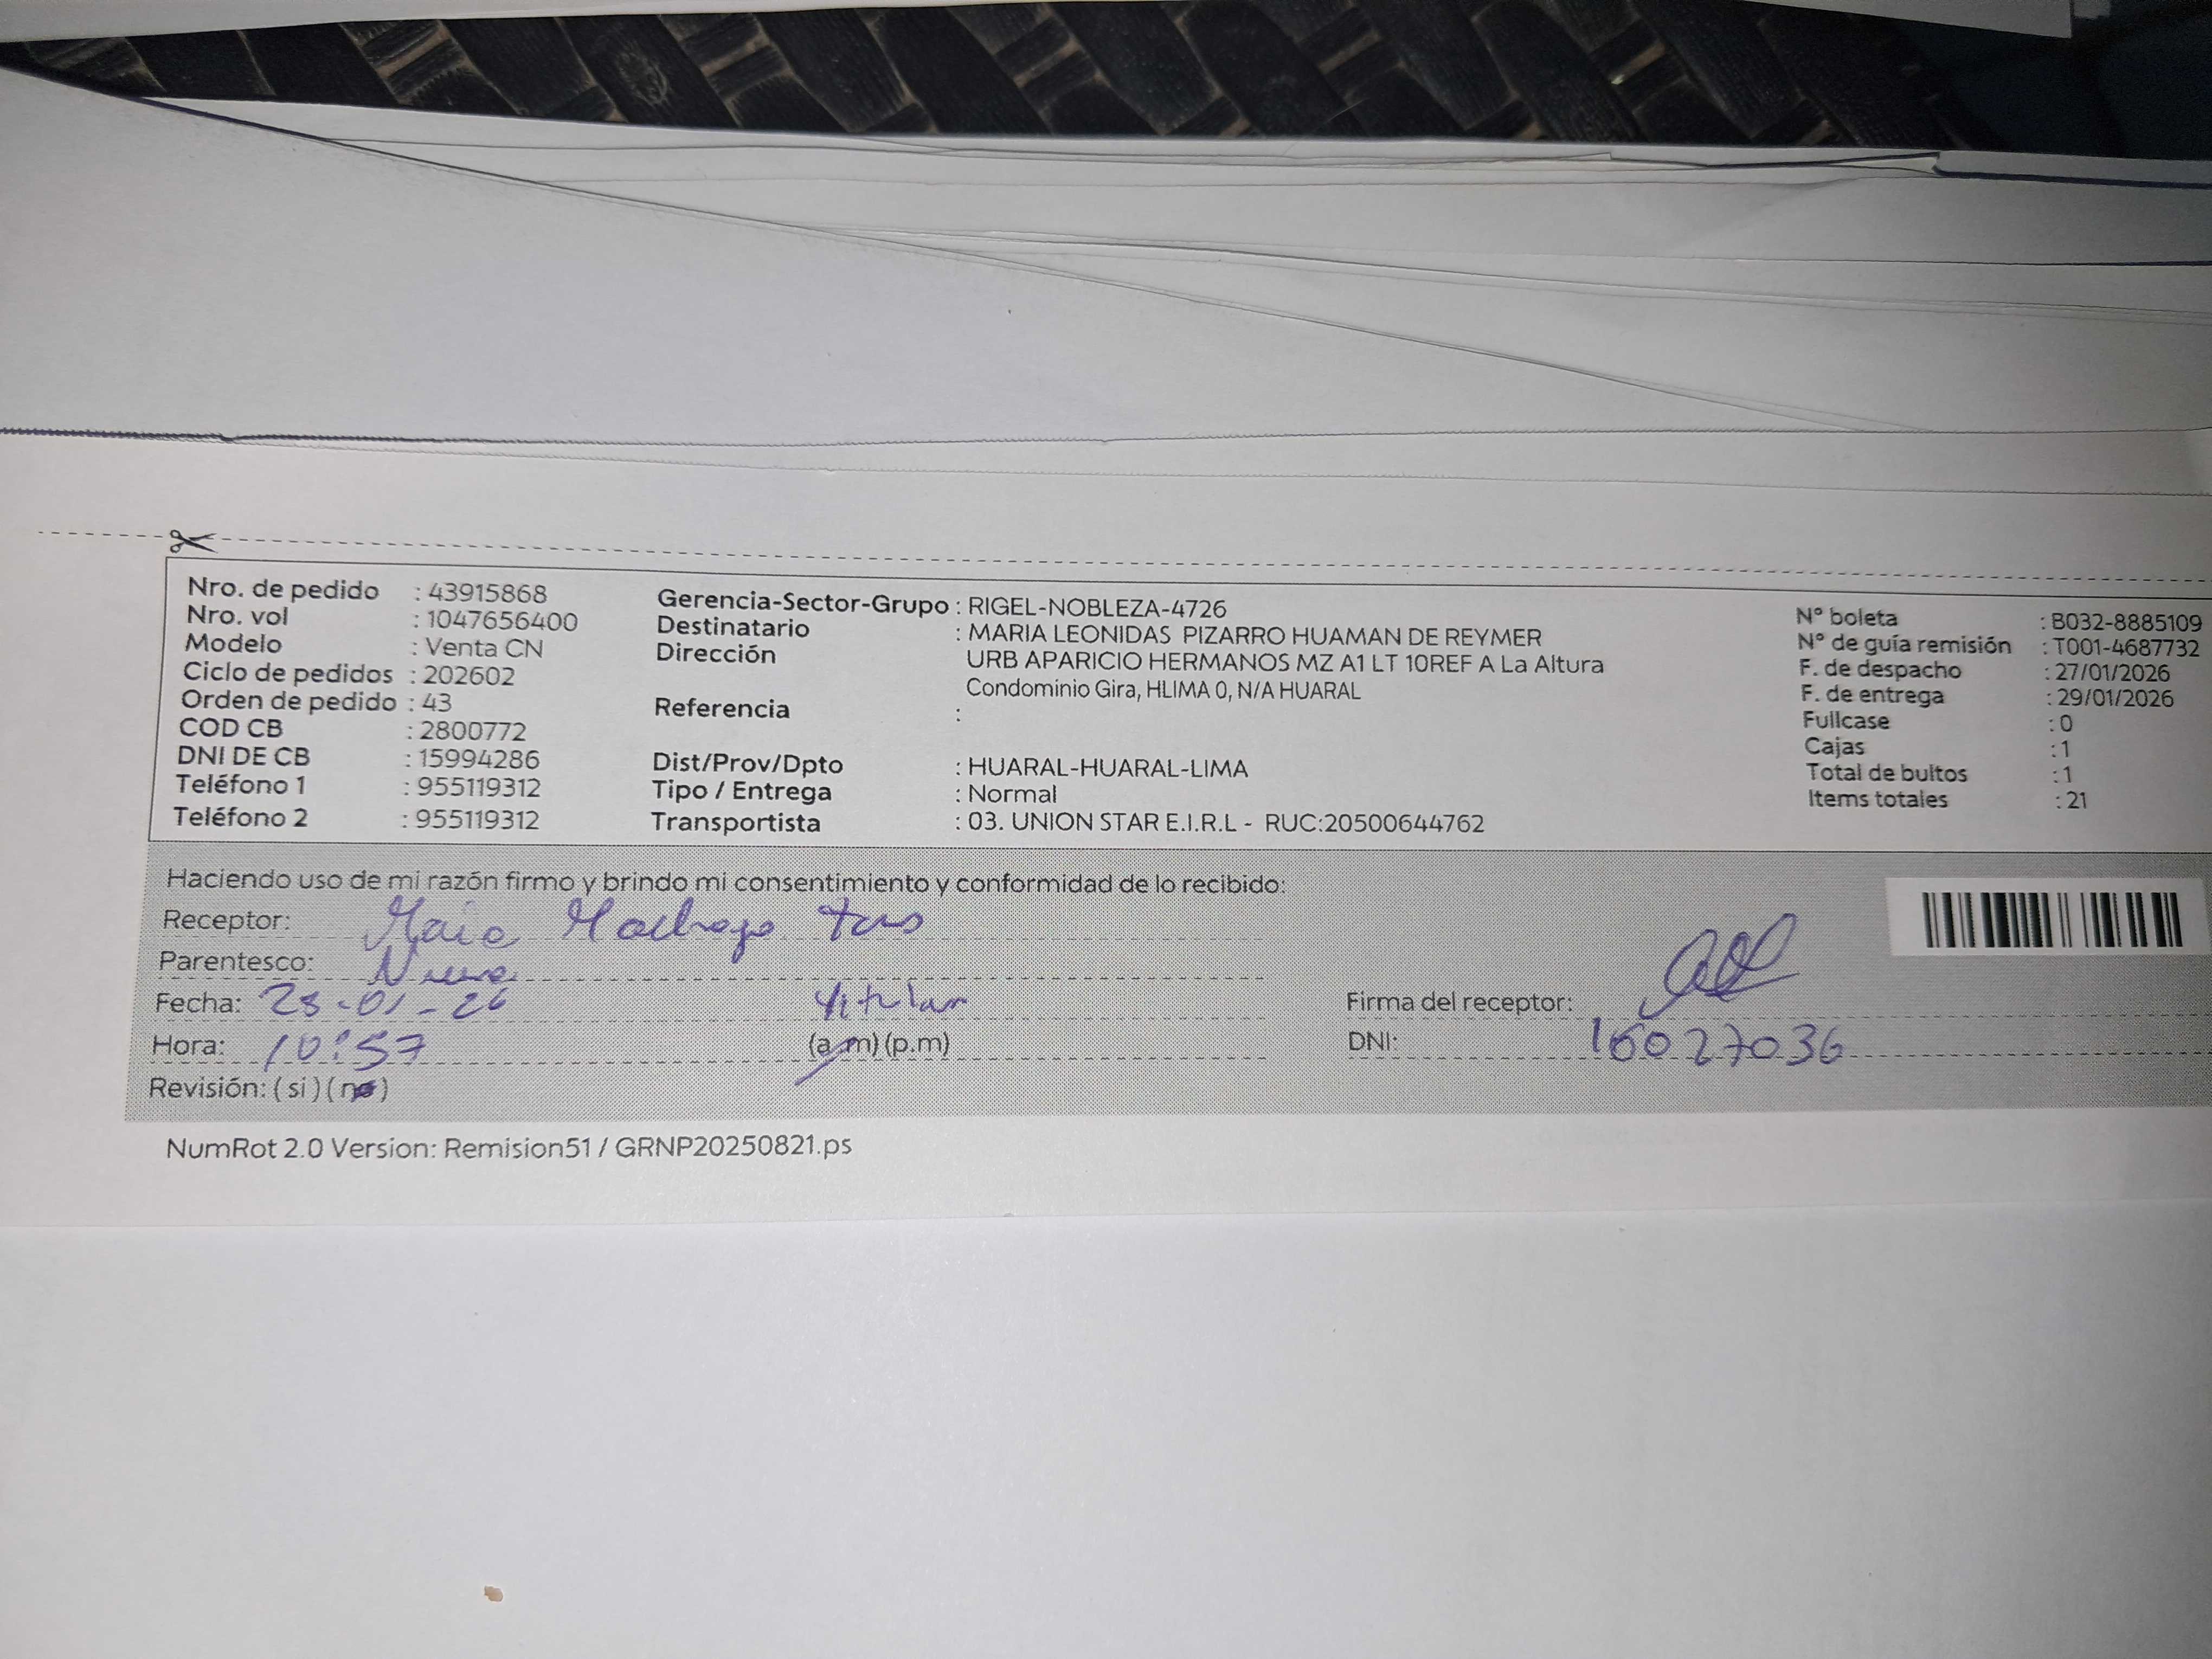 Nro. de pedido : 43915868
Nro. vol : 1047656400
Modelo : Venta CN
Ciclo de pedidos : 202602
Orden de pedido : 43
COD CB : 2800772
DNI DE CB : 15994286
Teléfono 1 : 955119312
Teléfono 2 : 955119312
Gerencia-Sector-Grupo : RIGEL-NOBLEZA-4726
Destinatario : MARIA LEONIDAS PIZARRO HUAMAN DE REYMER
Dirección URB APARICIO HERMANOS MZ A1 LT 10REF A La Altura
Condominio Gira, HLIMA 0, N/A HUARAL
Referencia :
Dist/Prov/Dpto : HUARAL-HUARAL-LIMA
Tipo / Entrega : Normal
Transportista : 03. UNION STAR E.I.R.L - RUC:20500644762
N° boleta : B032-8885109
N° de guía remisión : T001-4687732
F. de despacho : 27/01/2026
F. de entrega : 29/01/2026
Fullcase : 0
Cajas : 1
Total de bultos : 1
Items totales : 21
Haciendo uso de mi razón firmo y brindo mi consentimiento y conformidad de lo recibido:
Receptor:
Parentesco:
Fecha: titular
Hora: 10:57 (a.m) (p.m)
Revisión: ( si ) ( no )
Firma del receptor:
DNI: 16027036
NumRot 2.0 Version: Remision51 / GRNP20250821.ps